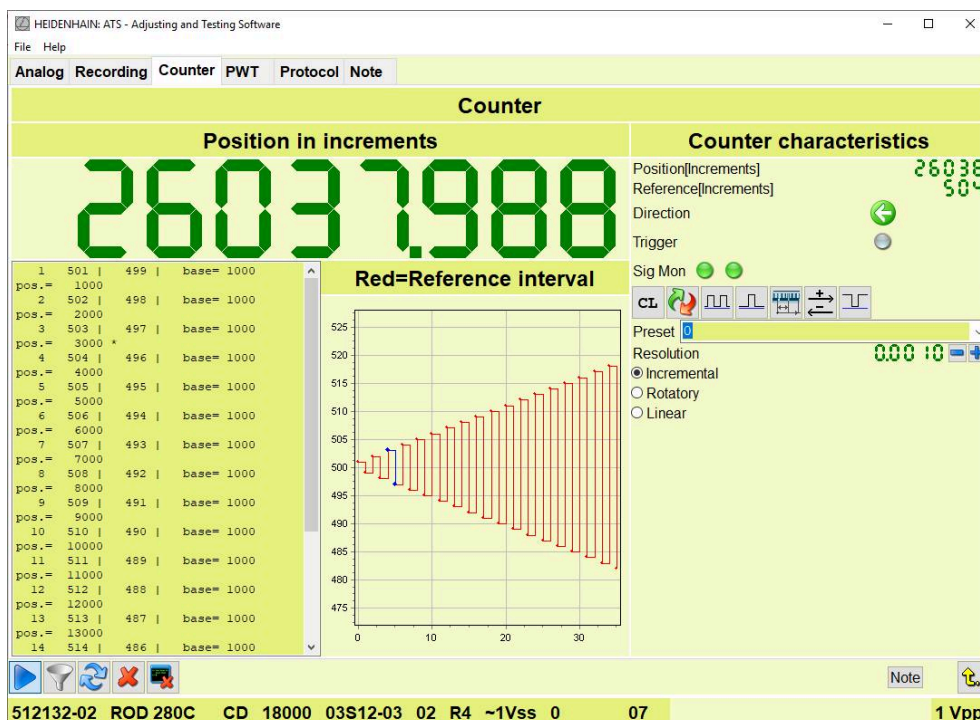 HEIDENHAIN: ATS - Adjusting and Testing Software
File Help
Analog Recording Counter PWT Protocol Note
Counter
Position in increments
26037.988
1 501 | 499 | base= 1000
pos.= 1000
2 502 | 498 | base= 1000
pos.= 2000
3 503 | 497 | base= 1000
pos.= 3000 *
4 504 | 496 | base= 1000
pos.= 4000
5 505 | 495 | base= 1000
pos.= 5000
6 506 | 494 | base= 1000
pos.= 6000
7 507 | 493 | base= 1000
pos.= 7000
8 508 | 492 | base= 1000
pos.= 8000
9 509 | 491 | base= 1000
pos.= 9000
10 510 | 490 | base= 1000
pos.= 10000
11 511 | 489 | base= 1000
pos.= 11000
12 512 | 488 | base= 1000
pos.= 12000
13 513 | 487 | base= 1000
pos.= 13000
14 514 | 486 | base= 1000
Red=Reference interval
525
520
515
510
505
500
495
490
485
480
475
0 10 20 30
Counter characteristics
Position[Increments] 26038
Reference[Increments] 504
Direction
Trigger
Sig Mon
CL
Preset 0
Resolution 0.0010
Incremental
Rotatory
Linear
Note
512132-02 ROD 280C CD 18000 03S12-03 02 R4 ~1Vss 0 07 1 Vpp